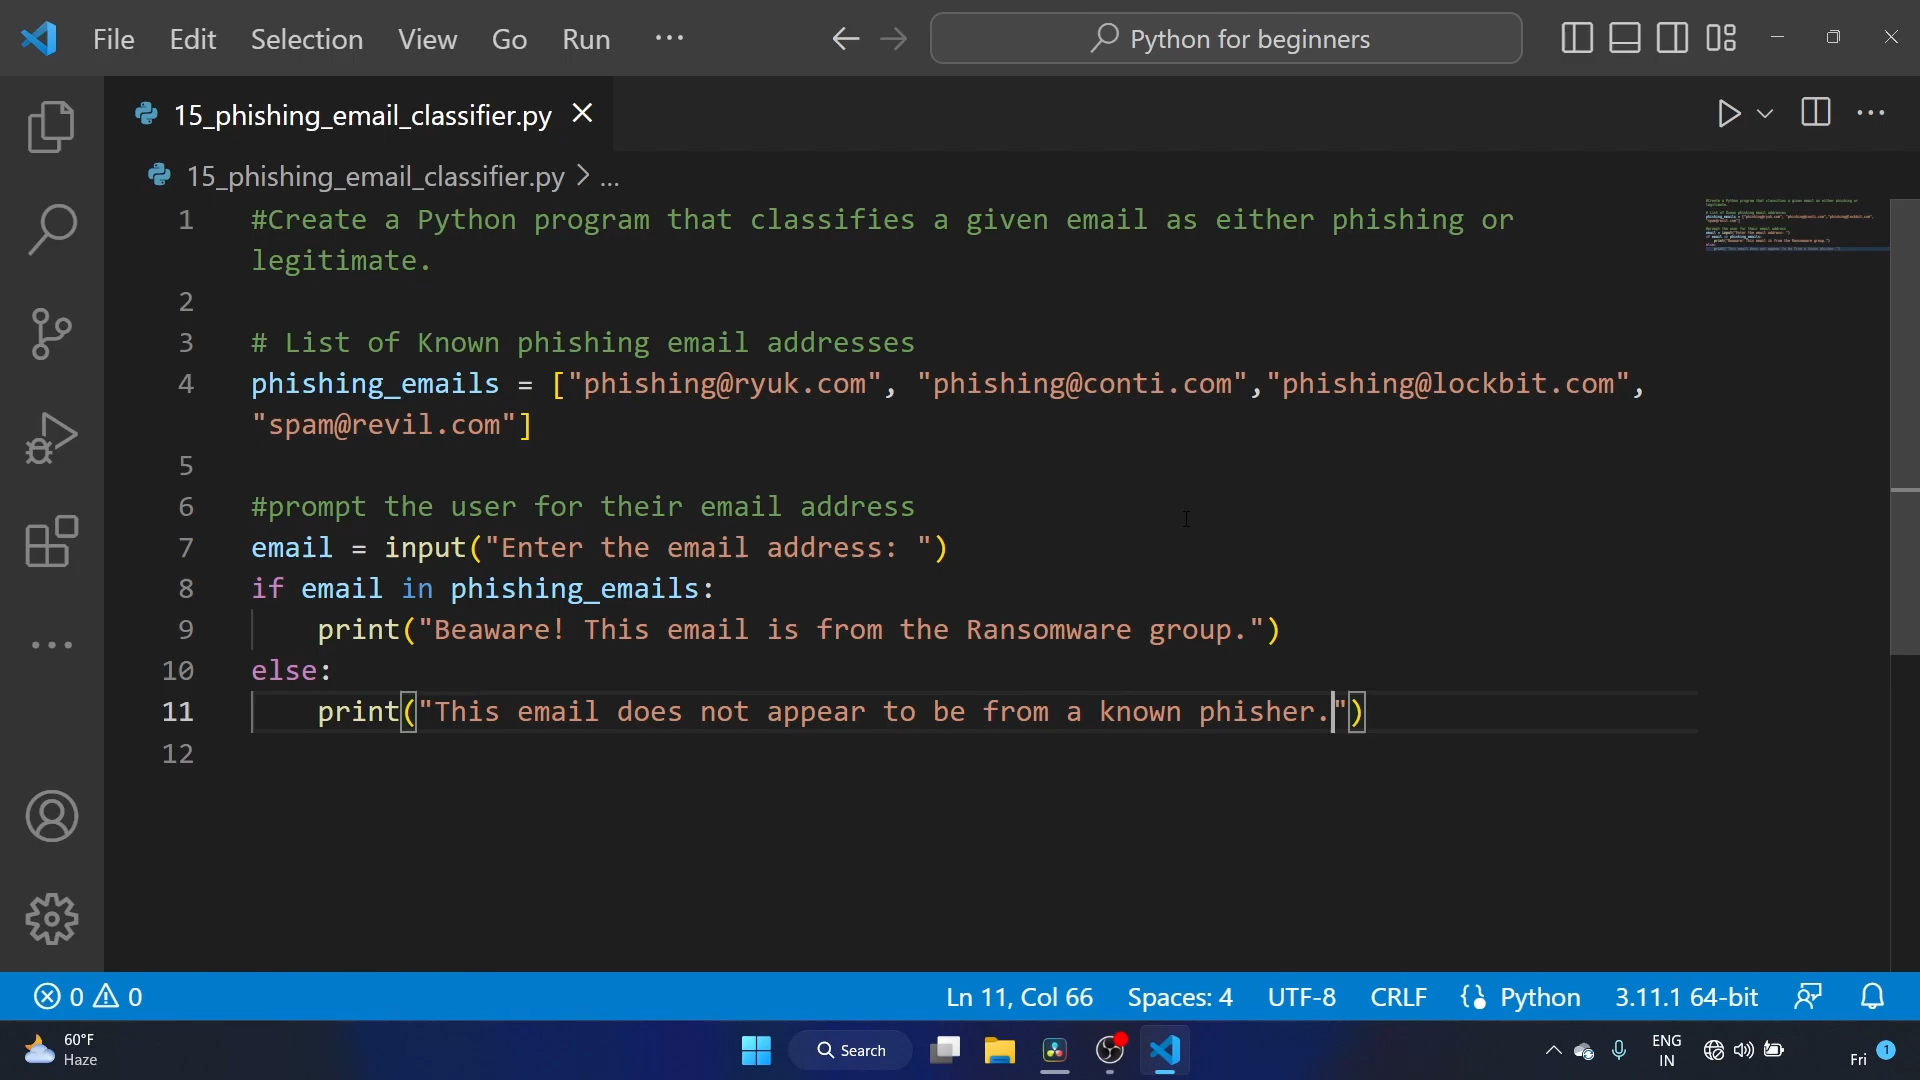 File Edit Selection View Go Run ··· Python for beginners
15_phishing_email_classifier.py
15_phishing_email_classifier.py > ...
1 #Create a Python program that classifies a given email as either phishing or
legitimate.
2
3 # List of Known phishing email addresses
4 phishing_emails = ["phishing@ryuk.com", "phishing@conti.com","phishing@lockbit.com",
"spam@revil.com"]
5
6 #prompt the user for their email address
7 email = input("Enter the email address: ")
8 if email in phishing_emails:
9 print("Beaware! This email is from the Ransomware group.")
10 else:
11 print("This email does not appear to be from a known phisher.")
12
0 0 Ln 11, Col 66 Spaces: 4 UTF-8 CRLF Python 3.11.1 64-bit
60°F
Haze
Search
ENG
IN
Fri 1